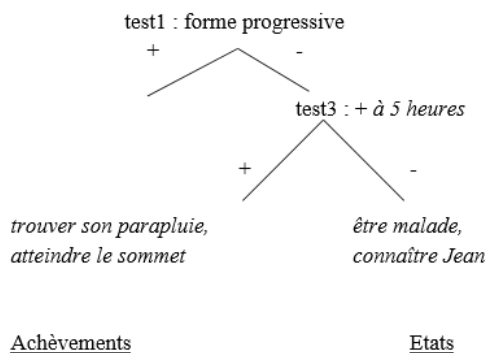 test1 : forme progressive
+ -
test3 : + à 5 heures
+ -
trouver son parapluie, être malade,
atteindre le sommet connaître Jean
Achèvements Etats